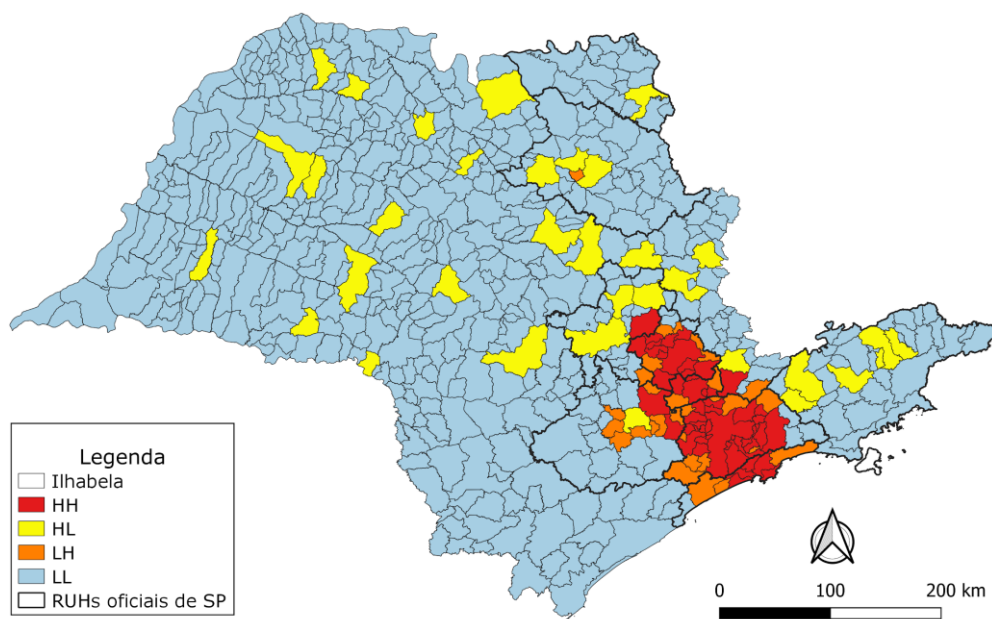 Legenda
Ilhabela
HH
HL
LH
LL
RUHs oficiais de SP
0 100 200 km